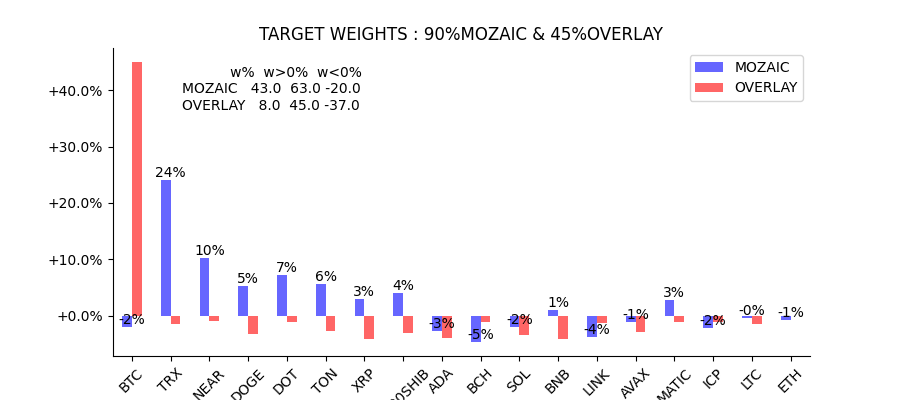 TARGET WEIGHTS : 90%MOZAIC & 45%OVERLAY
w% w>0% w<0%
MOZAIC 43.0 63.0 -20.0
OVERLAY 8.0 45.0 -37.0
MOZAIC
OVERLAY
+40.0%
+30.0%
+20.0%
+10.0%
+0.0%
-2% 24% 10% 5% 7% 6% 3% 4% -3% -5% -2% 1% -4% -1% 3% -2% -0% -1%
BTC TRX NEAR DOGE DOT TON XRP 0SHIB ADA BCH SOL BNB LINK AVAX MATIC ICP LTC ETH